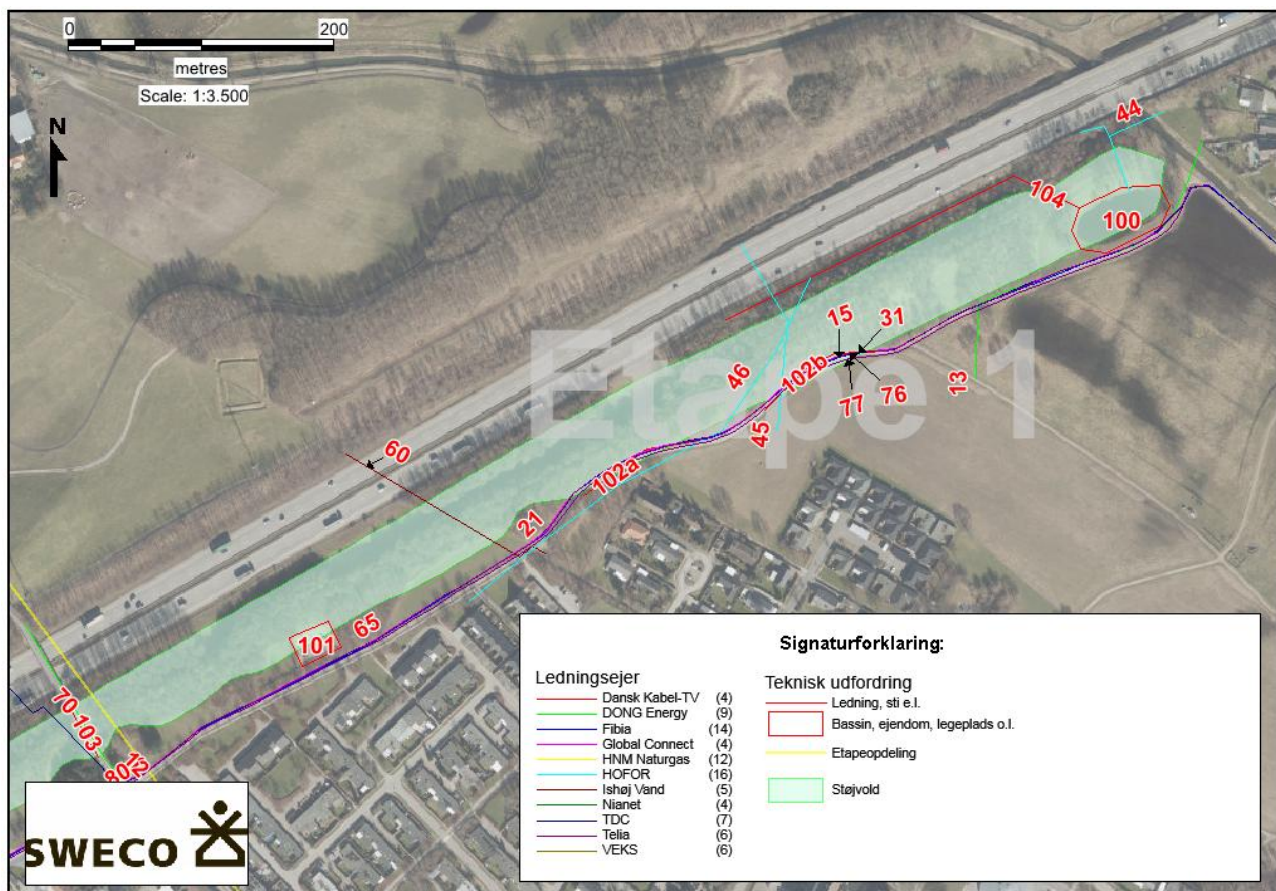 0 200
metres
Scale: 1:3.500
N
44
104
100
15
31
46
102b
77
76
13
45
Etape 1
60
102a
21
65
101
70-103
12
802
SWECO
Signaturforklaring:
Ledningsejer
Dansk Kabel-TV (4)
DONG Energy (9)
Fibia (14)
Global Connect (4)
HNM Naturgas (12)
HOFOR (16)
Ishøj Vand (5)
Nianet (4)
TDC (7)
Telia (6)
VEKS (6)
Teknisk udfordring
Ledning, sti e.l.
Bassin, ejendom, legeplads o.l.
Etapeopdeling
Støjvold